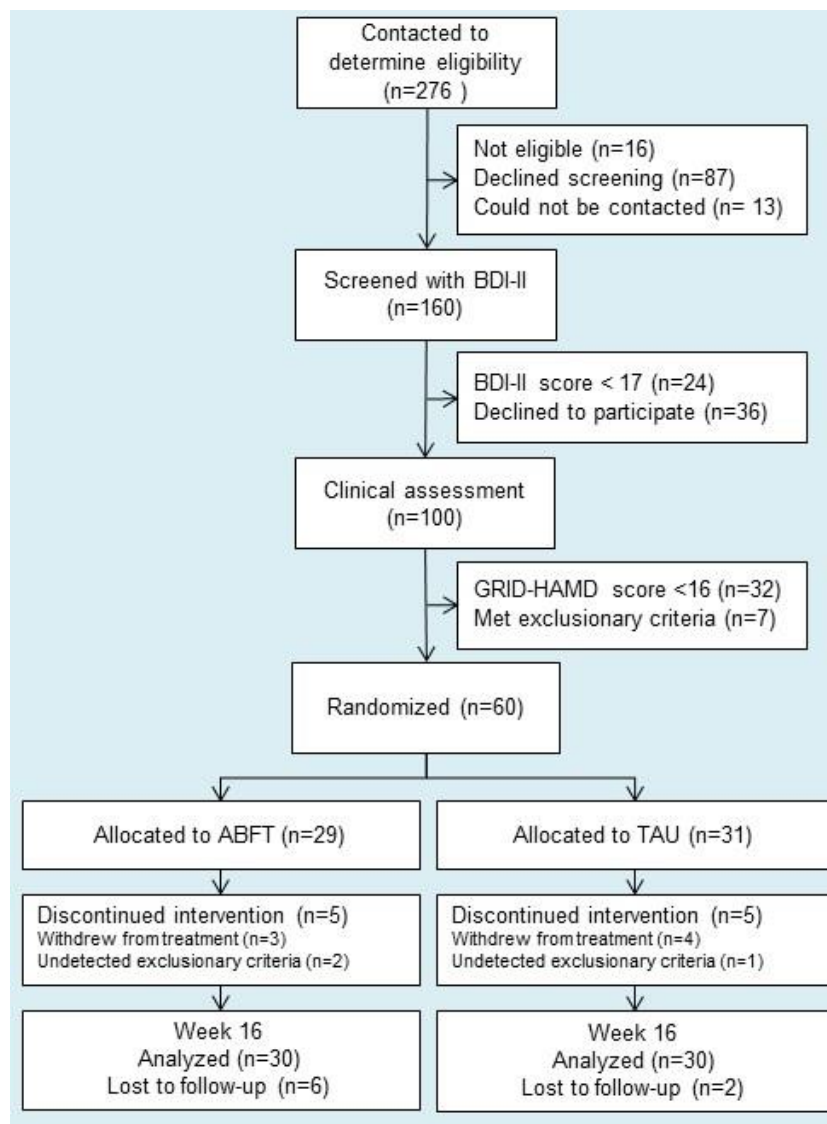 Contacted to
determine eligibility
(n=276 )
Not eligible (n=16)
Declined screening (n=87)
Could not be contacted (n= 13)
Screened with BDI-II
(n=160)
BDI-II score < 17 (n=24)
Declined to participate (n=36)
Clinical assessment
(n=100)
GRID-HAMD score <16 (n=32)
Met exclusionary criteria (n=7)
Randomized (n=60)
Allocated to ABFT (n=29)
Allocated to TAU (n=31)
Discontinued intervention (n=5)
Withdrew from treatment (n=3)
Undetected exclusionary criteria (n=2)
Discontinued intervention (n=5)
Withdrew from treatment (n=4)
Undetected exclusionary criteria (n=1)
Week 16
Analyzed (n=30)
Lost to follow-up (n=6)
Week 16
Analyzed (n=30)
Lost to follow-up (n=2)